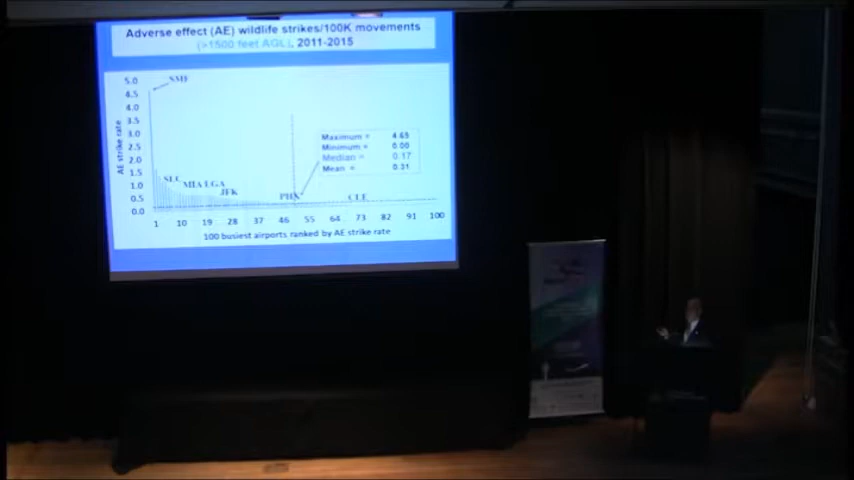 Adverse effect (AE) wildlife strikes/100K movements
(>1500 feet AGL), 2011-2015
5.0
4.5
4.0
3.5
3.0
2.5
2.0
1.5
1.0
0.5
0.0
AE strike rate
SMF
SLC
MIA LGA
JFK
PHX
CLE
Maximum = 4.65
Minimum = 0.00
Median = 0.17
Mean = 0.31
1 10 19 28 37 46 55 64 73 82 91 100
100 busiest airports ranked by AE strike rate